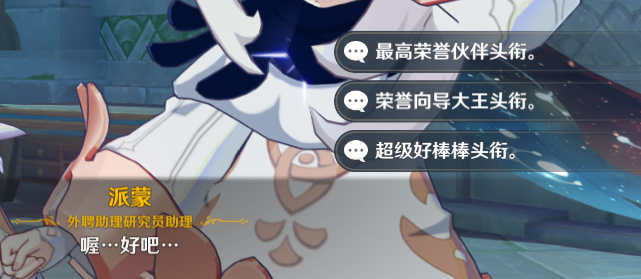 最高荣誉伙伴头衔。
荣誉向导大王头衔。
超级好棒棒头衔。
派蒙
外聘助理研究员助理
喔…好吧…